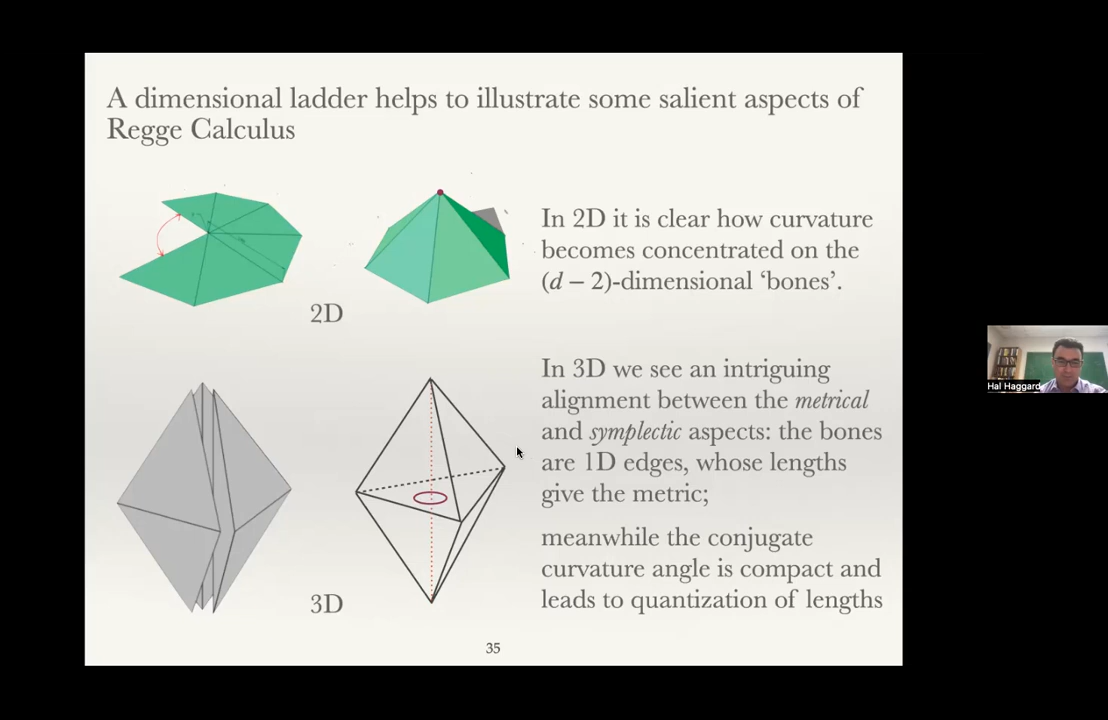 A dimensional ladder helps to illustrate some salient aspects of
Regge Calculus
In 2D it is clear how curvature
becomes concentrated on the
(d – 2)-dimensional ‘bones’.
2D
In 3D we see an intriguing
alignment between the metrical
and symplectic aspects: the bones
are 1D edges, whose lengths
give the metric;
meanwhile the conjugate
curvature angle is compact and
leads to quantization of lengths
3D
35
Hal Haggard